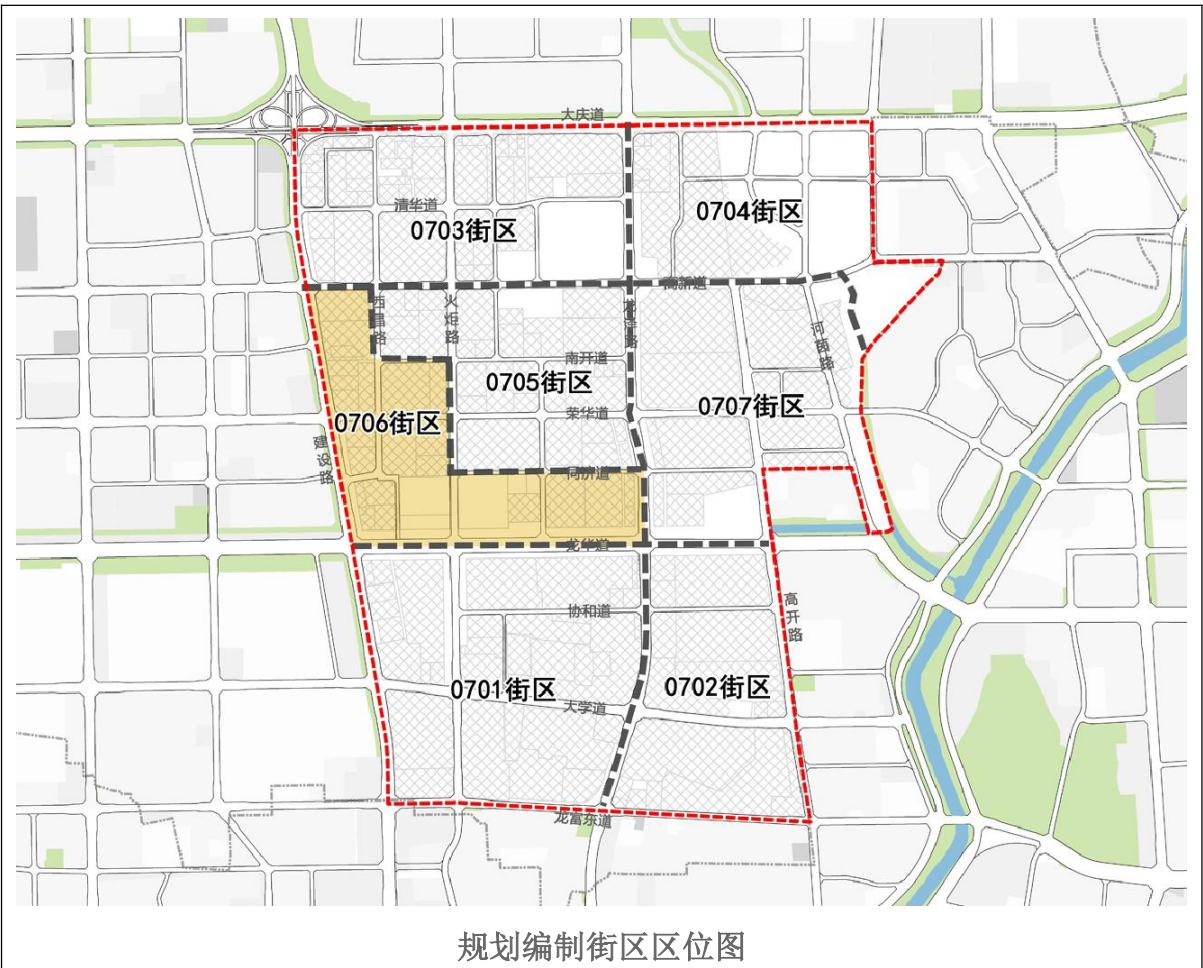 大庆道
清华道
0703街区
0704街区
高新道
西昌路
火炬路
龙泽路
河茵路
南开道
0705街区
荣华道
0707街区
0706街区
建设路
同济道
龙华道
协和道
高开路
0701街区
大学道
0702街区
龙富东道
规划编制街区区位图